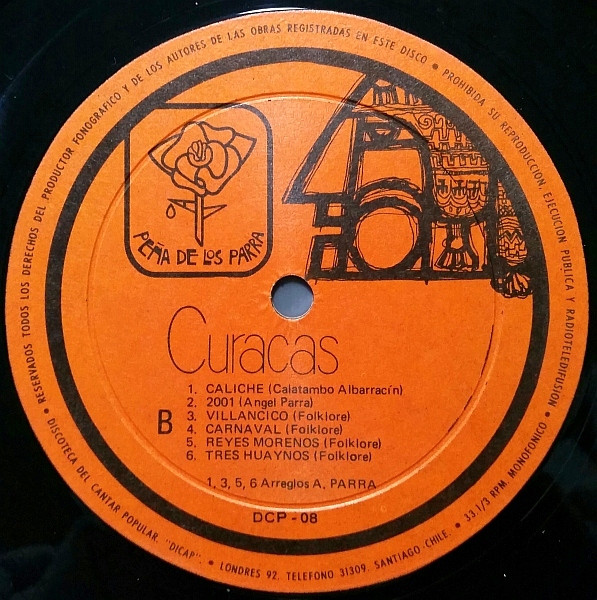 • RESERVADOS TODOS LOS DERECHOS DEL PRODUCTOR FONOGRAFICO Y DE LOS AUTORES DE LAS OBRAS REGISTRADAS EN ESTE DISCO • PROHIBIDA SU REPRODUCCION, EJECUCION PUBLICA Y RADIOTELEDIFUSION •
PEÑA DE LOS PARRA
Curacas
B
1. CALICHE (Calatambo Albarracín)
2. 2001 (Angel Parra)
3. VILLANCICO (Folklore)
4. CARNAVAL (Folklore)
5. REYES MORENOS (Folklore)
6. TRES HUAYNOS (Folklore)
1, 3, 5, 6 Arreglos A. PARRA
DCP - 08
• DISCOTECA DEL CANTAR POPULAR. "DICAP" • LONDRES 92. TELEFONO 31309. SANTIAGO - CHILE. • 33.1/3 RPM. MONOFONICO •